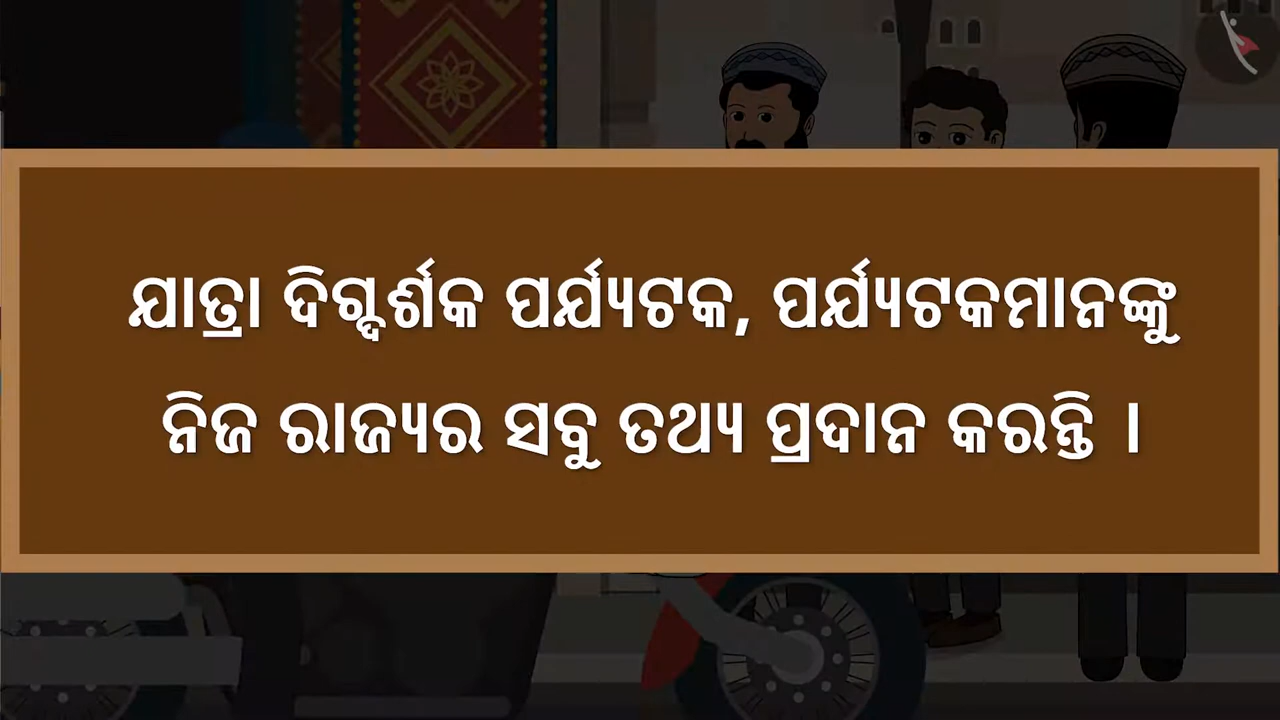 ଯାତ୍ରା ଦିଗ୍ଦର୍ଶକ ପର୍ଯ୍ୟଟକ, ପର୍ଯ୍ୟଟକମାନଙ୍କୁ
ନିଜ ରାଜ୍ୟର ସବୁ ତଥ୍ୟ ପ୍ରଦାନ କରନ୍ତି ।